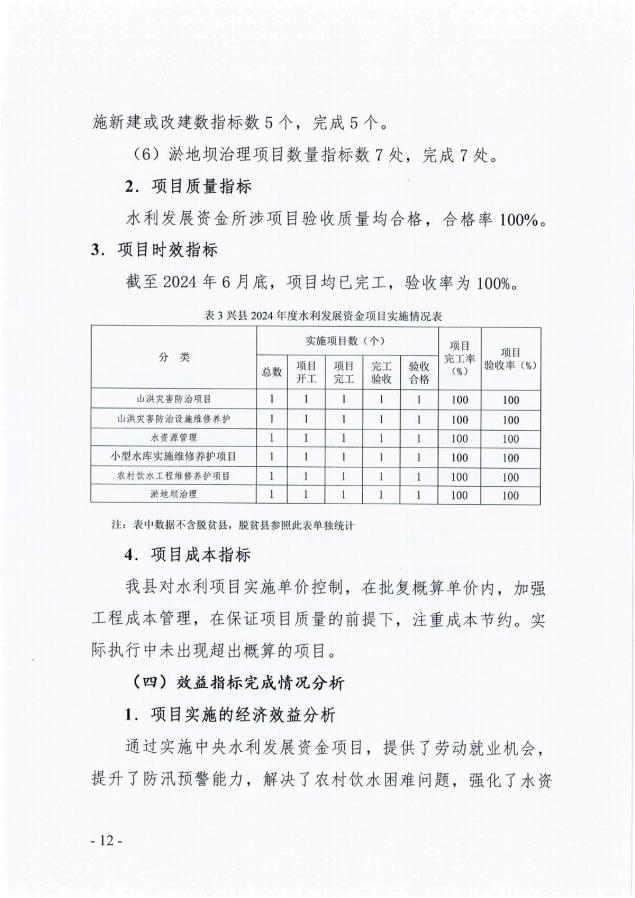 施新建或改建数指标数 5 个，完成 5 个。
（6）淤地坝治理项目数量指标数 7 处，完成 7 处。
2．项目质量指标
水利发展资金所涉项目验收质量均合格，合格率 100%。
3．项目时效指标
截至 2024 年 6 月底，项目均已完工，验收率为 100%。
表 3 兴县 2024 年度水利发展资金项目实施情况表
分 类 实施项目数（个） 项目完工率（%） 项目验收率（%）
总数 项目开工 项目完工 完工验收 验收合格
山洪灾害防治项目 1 1 1 1 1 100 100
山洪灾害防治设施维修养护 1 1 1 1 1 100 100
水资源管理 1 1 1 1 1 100 100
小型水库实施维修养护项目 1 1 1 1 1 100 100
农村饮水工程维修养护项目 1 1 1 1 1 100 100
淤地坝治理 1 1 1 1 1 100 100
注：表中数据不含脱贫县，脱贫县参照此表单独统计
4．项目成本指标
我县对水利项目实施单价控制，在批复概算单价内，加强
工程成本管理，在保证项目质量的前提下，注重成本节约。实
际执行中未出现超出概算的项目。
（四）效益指标完成情况分析
1．项目实施的经济效益分析
通过实施中央水利发展资金项目，提供了劳动就业机会，
提升了防汛预警能力，解决了农村饮水困难问题，强化了水资
- 12 -